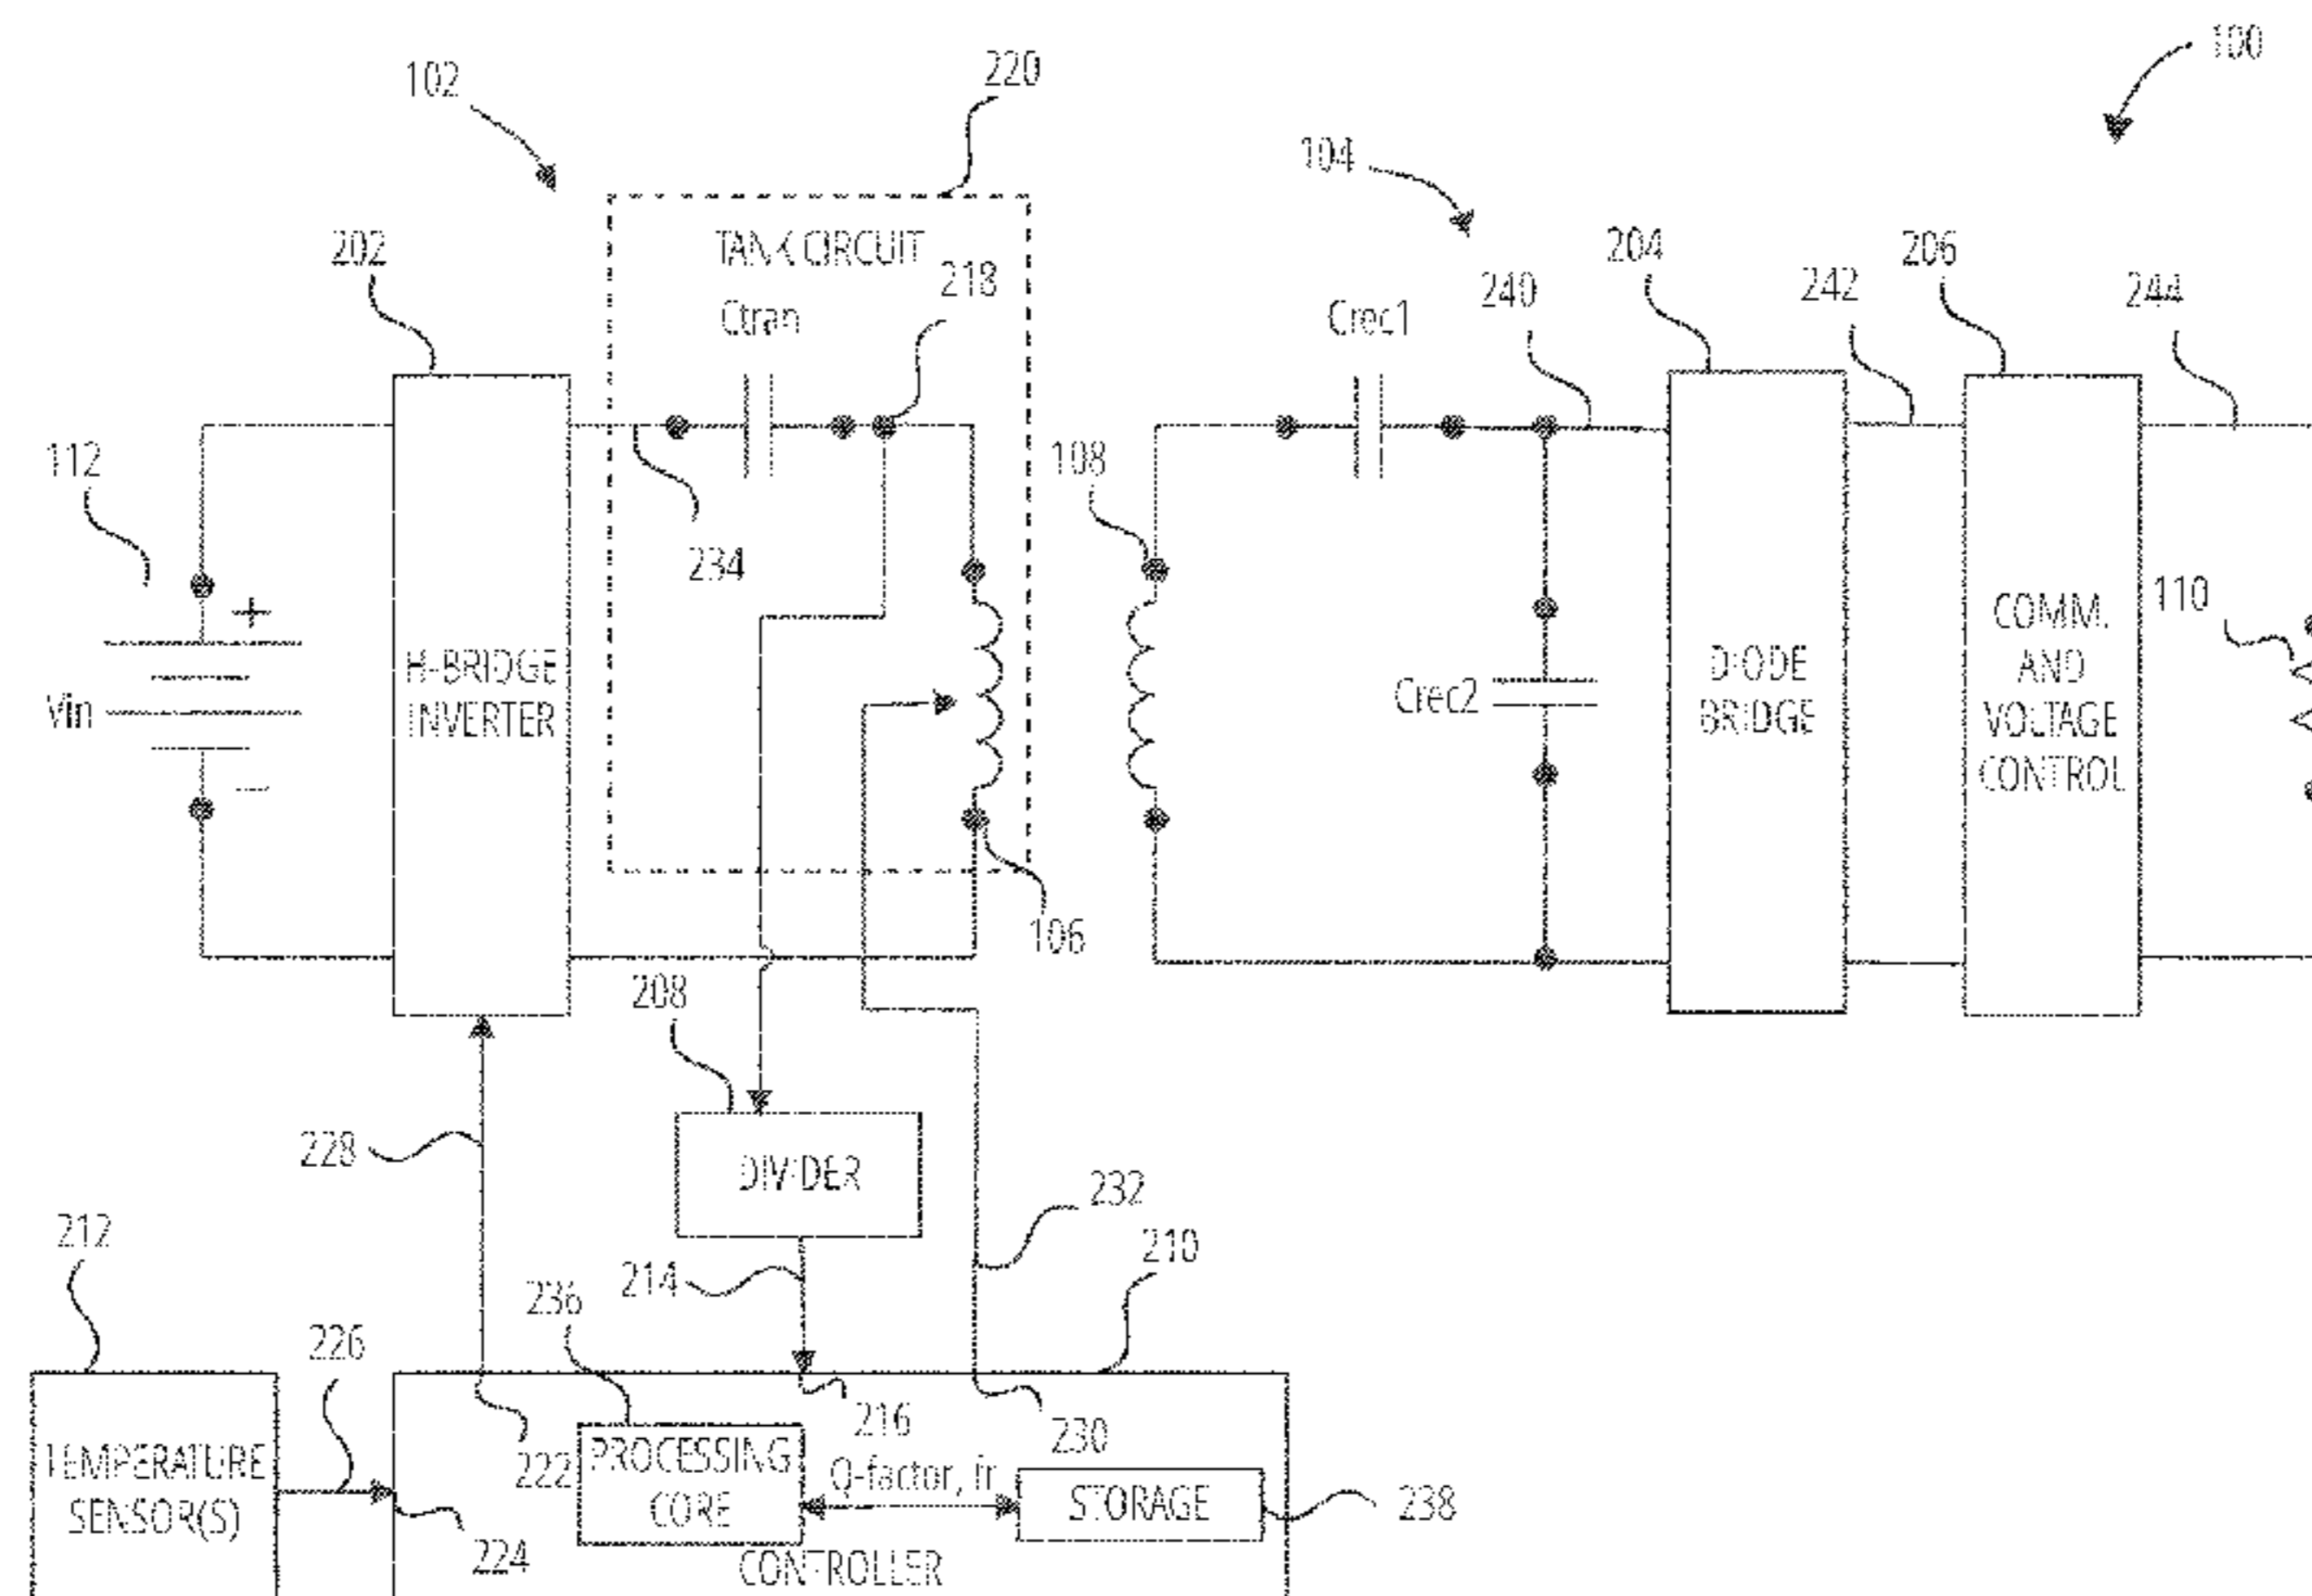 100
102
220
104
TANK CIRCUIT
202
218
240
204
242
206
244
Ctran
Crec1
112
108
234
110
+
Vin
H-BRIDGE
INVERTER
Crec2
DIODE
BRIDGE
COMM.
AND
VOLTAGE
CONTROL
−
106
208
228
DIVIDER
232
212
210
214
236
226
216
230
222
TEMPERATURE
SENSOR(S)
PROCESSING
CORE
Q-factor, fr
STORAGE
238
224
CONTROLLER